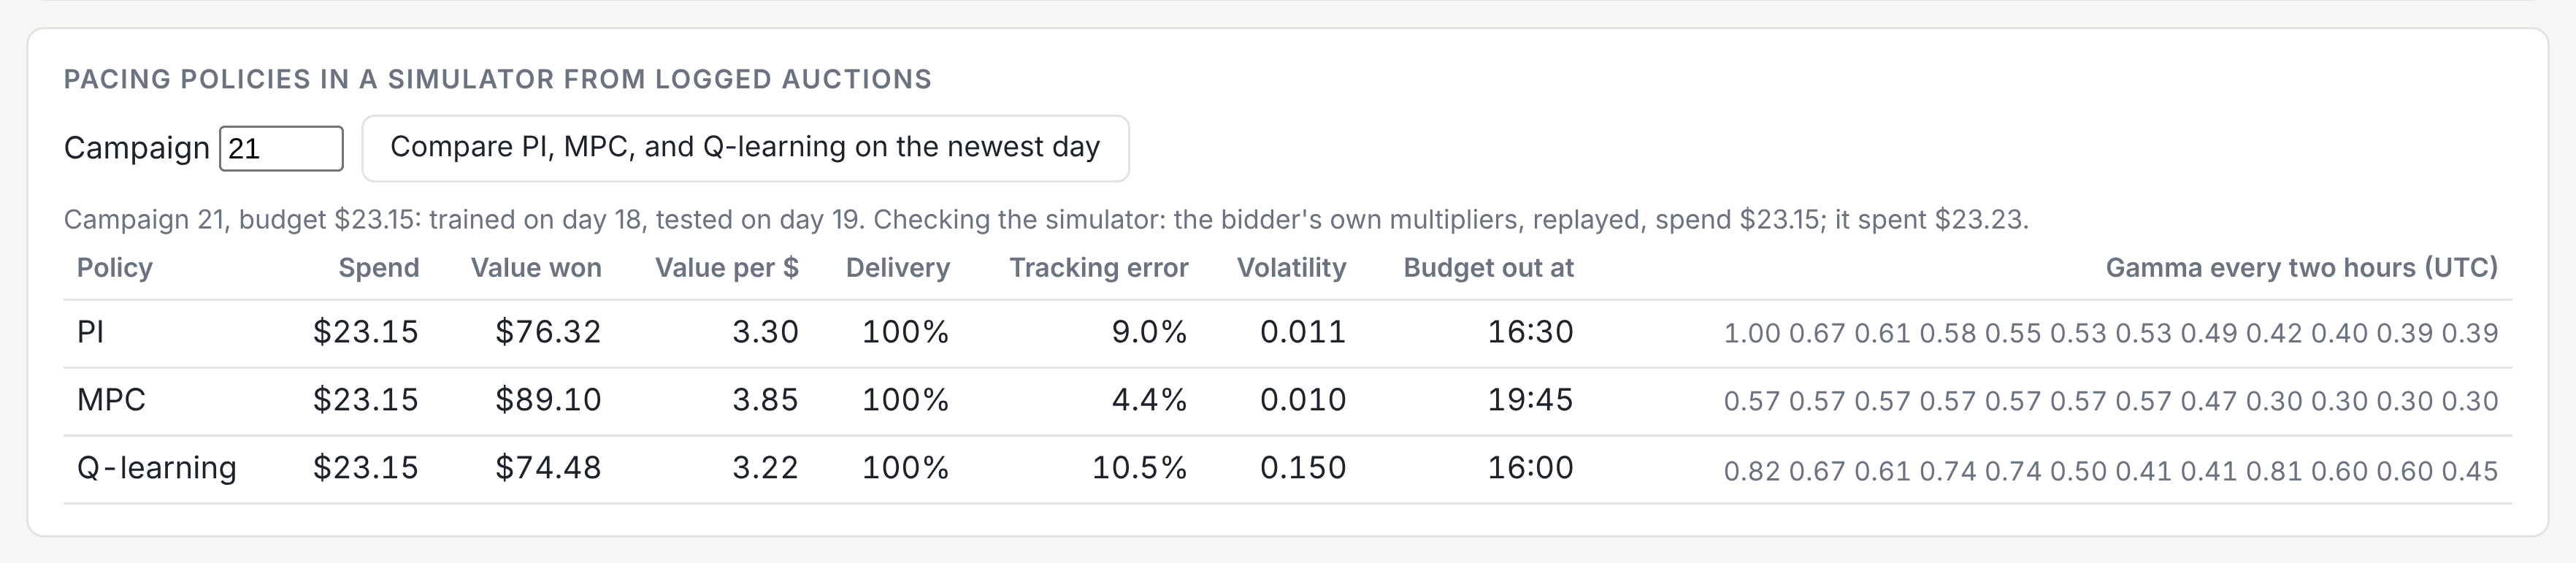 PACING POLICIES IN A SIMULATOR FROM LOGGED AUCTIONS
Campaign 21 Compare PI, MPC, and Q-learning on the newest day
Campaign 21, budget $23.15: trained on day 18, tested on day 19. Checking the simulator: the bidder's own multipliers, replayed, spend $23.15; it spent $23.23.
Policy Spend Value won Value per $ Delivery Tracking error Volatility Budget out at Gamma every two hours (UTC)
PI $23.15 $76.32 3.30 100% 9.0% 0.011 16:30 1.00 0.67 0.61 0.58 0.55 0.53 0.53 0.49 0.42 0.40 0.39 0.39
MPC $23.15 $89.10 3.85 100% 4.4% 0.010 19:45 0.57 0.57 0.57 0.57 0.57 0.57 0.57 0.47 0.30 0.30 0.30 0.30
Q-learning $23.15 $74.48 3.22 100% 10.5% 0.150 16:00 0.82 0.67 0.61 0.74 0.74 0.50 0.41 0.41 0.81 0.60 0.60 0.45